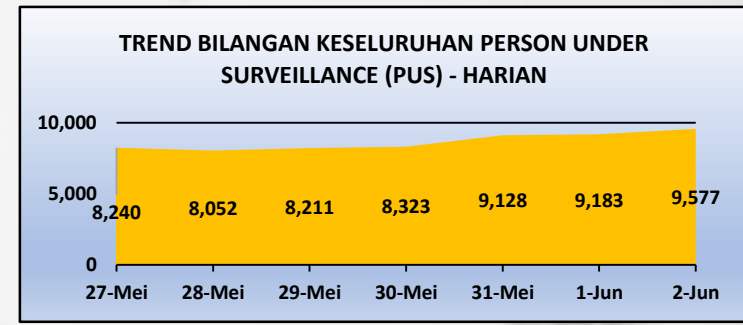 TREND BILANGAN KESELURUHAN PERSON UNDER
SURVEILLANCE (PUS) - HARIAN
10,000
5,000
8,240 8,052 8,211 8,323 9,128 9,183 9,577
0
27-Mei 28-Mei 29-Mei 30-Mei 31-Mei 1-Jun 2-Jun